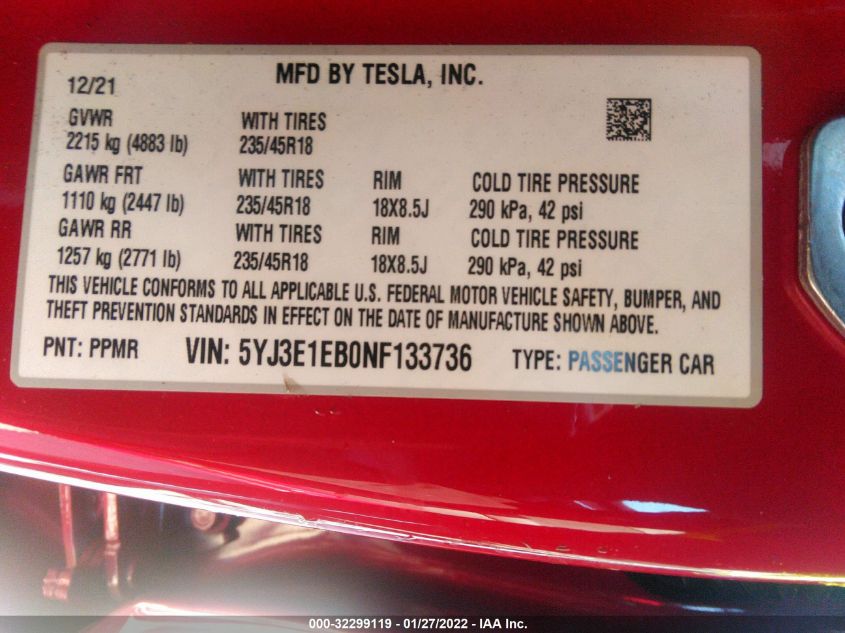 MFD BY TESLA, INC.
12/21
GVWR WITH TIRES
2215 kg (4883 lb) 235/45R18
GAWR FRT WITH TIRES RIM COLD TIRE PRESSURE
1110 kg (2447 lb) 235/45R18 18X8.5J 290 kPa, 42 psi
GAWR RR WITH TIRES RIM COLD TIRE PRESSURE
1257 kg (2771 lb) 235/45R18 18X8.5J 290 kPa, 42 psi
THIS VEHICLE CONFORMS TO ALL APPLICABLE U.S. FEDERAL MOTOR VEHICLE SAFETY, BUMPER, AND
THEFT PREVENTION STANDARDS IN EFFECT ON THE DATE OF MANUFACTURE SHOWN ABOVE.
PNT: PPMR VIN: 5YJ3E1EB0NF133736 TYPE: PASSENGER CAR
000-32299119 - 01/27/2022 - IAA Inc.